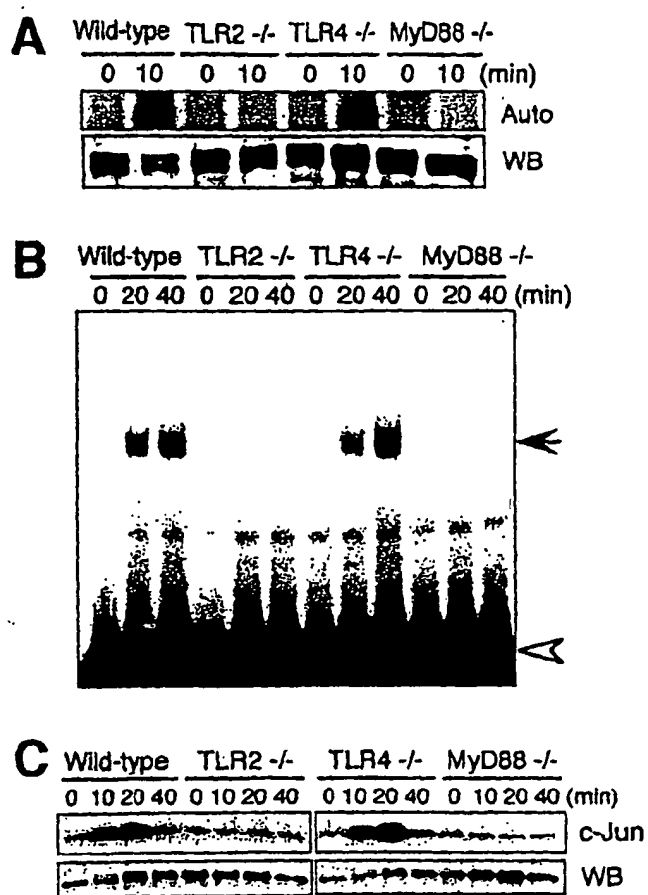 A
Wild-type TLR2 -/- TLR4 -/- MyD88 -/-
0 10 0 10 0 10 0 10 (min)
Auto
WB
B
Wild-type TLR2 -/- TLR4 -/- MyD88 -/-
0 20 40 0 20 40 0 20 40 0 20 40 (min)
C
Wild-type TLR2 -/- TLR4 -/- MyD88 -/-
0 10 20 40 0 10 20 40 0 10 20 40 0 10 20 40 (min)
c-Jun
WB